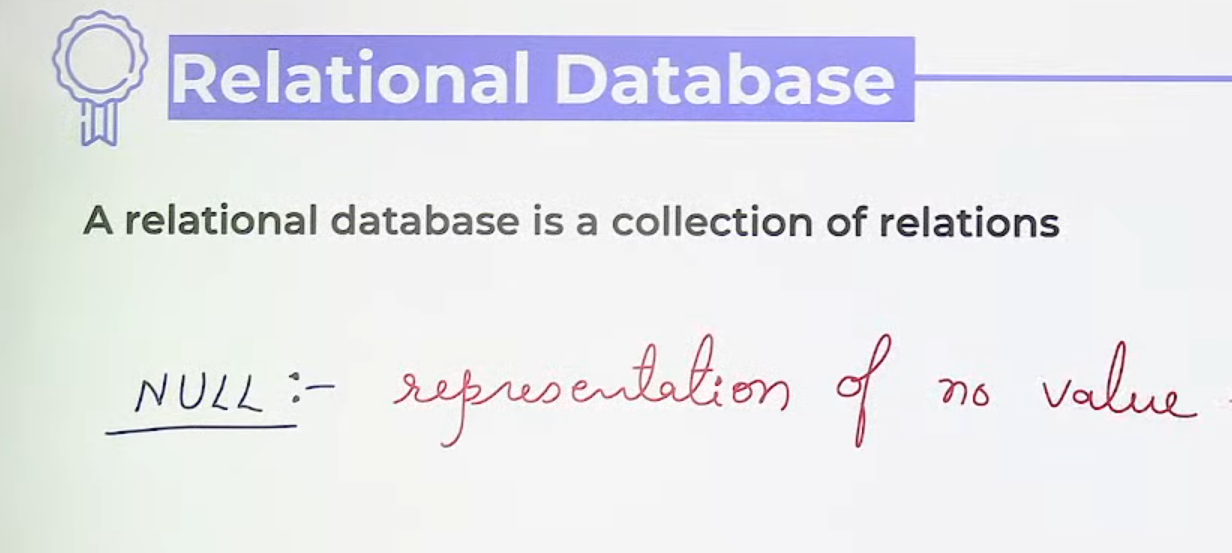 Relational Database
A relational database is a collection of relations
NULL :- representation of no value